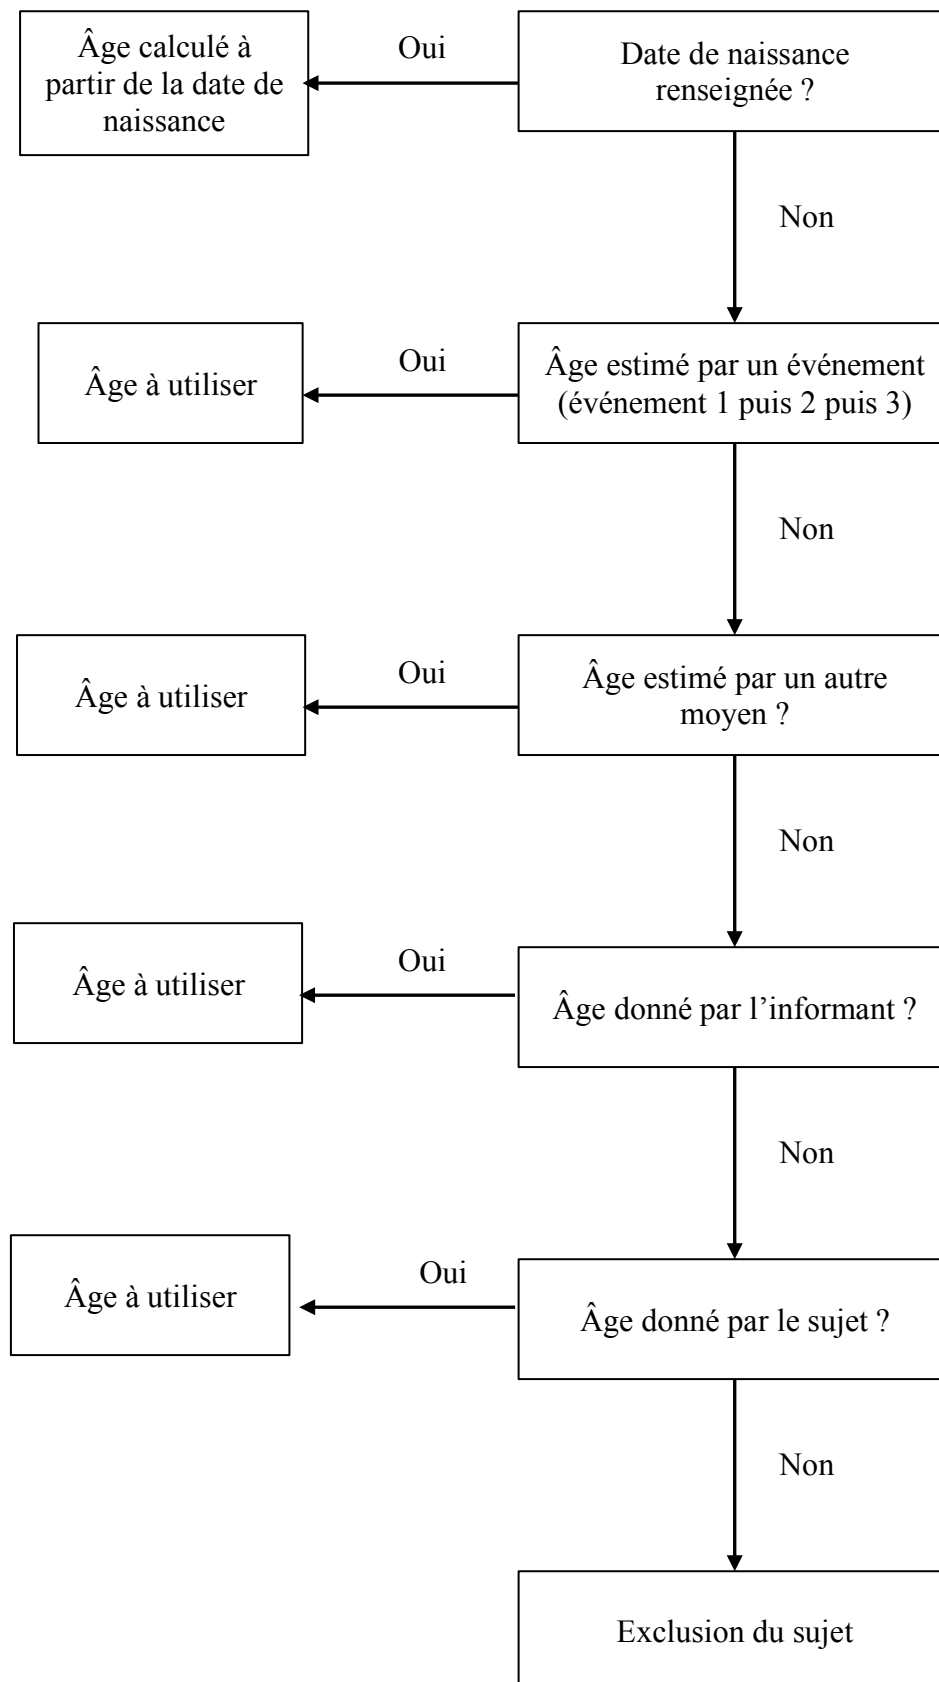 Âge calculé à
partir de la date de
naissance
Oui
Date de naissance
renseignée ?
Non
Âge à utiliser
Oui
Âge estimé par un événement
(événement 1 puis 2 puis 3)
Non
Âge à utiliser
Oui
Âge estimé par un autre
moyen ?
Non
Âge à utiliser
Oui
Âge donné par l’informant ?
Non
Âge à utiliser
Oui
Âge donné par le sujet ?
Non
Exclusion du sujet